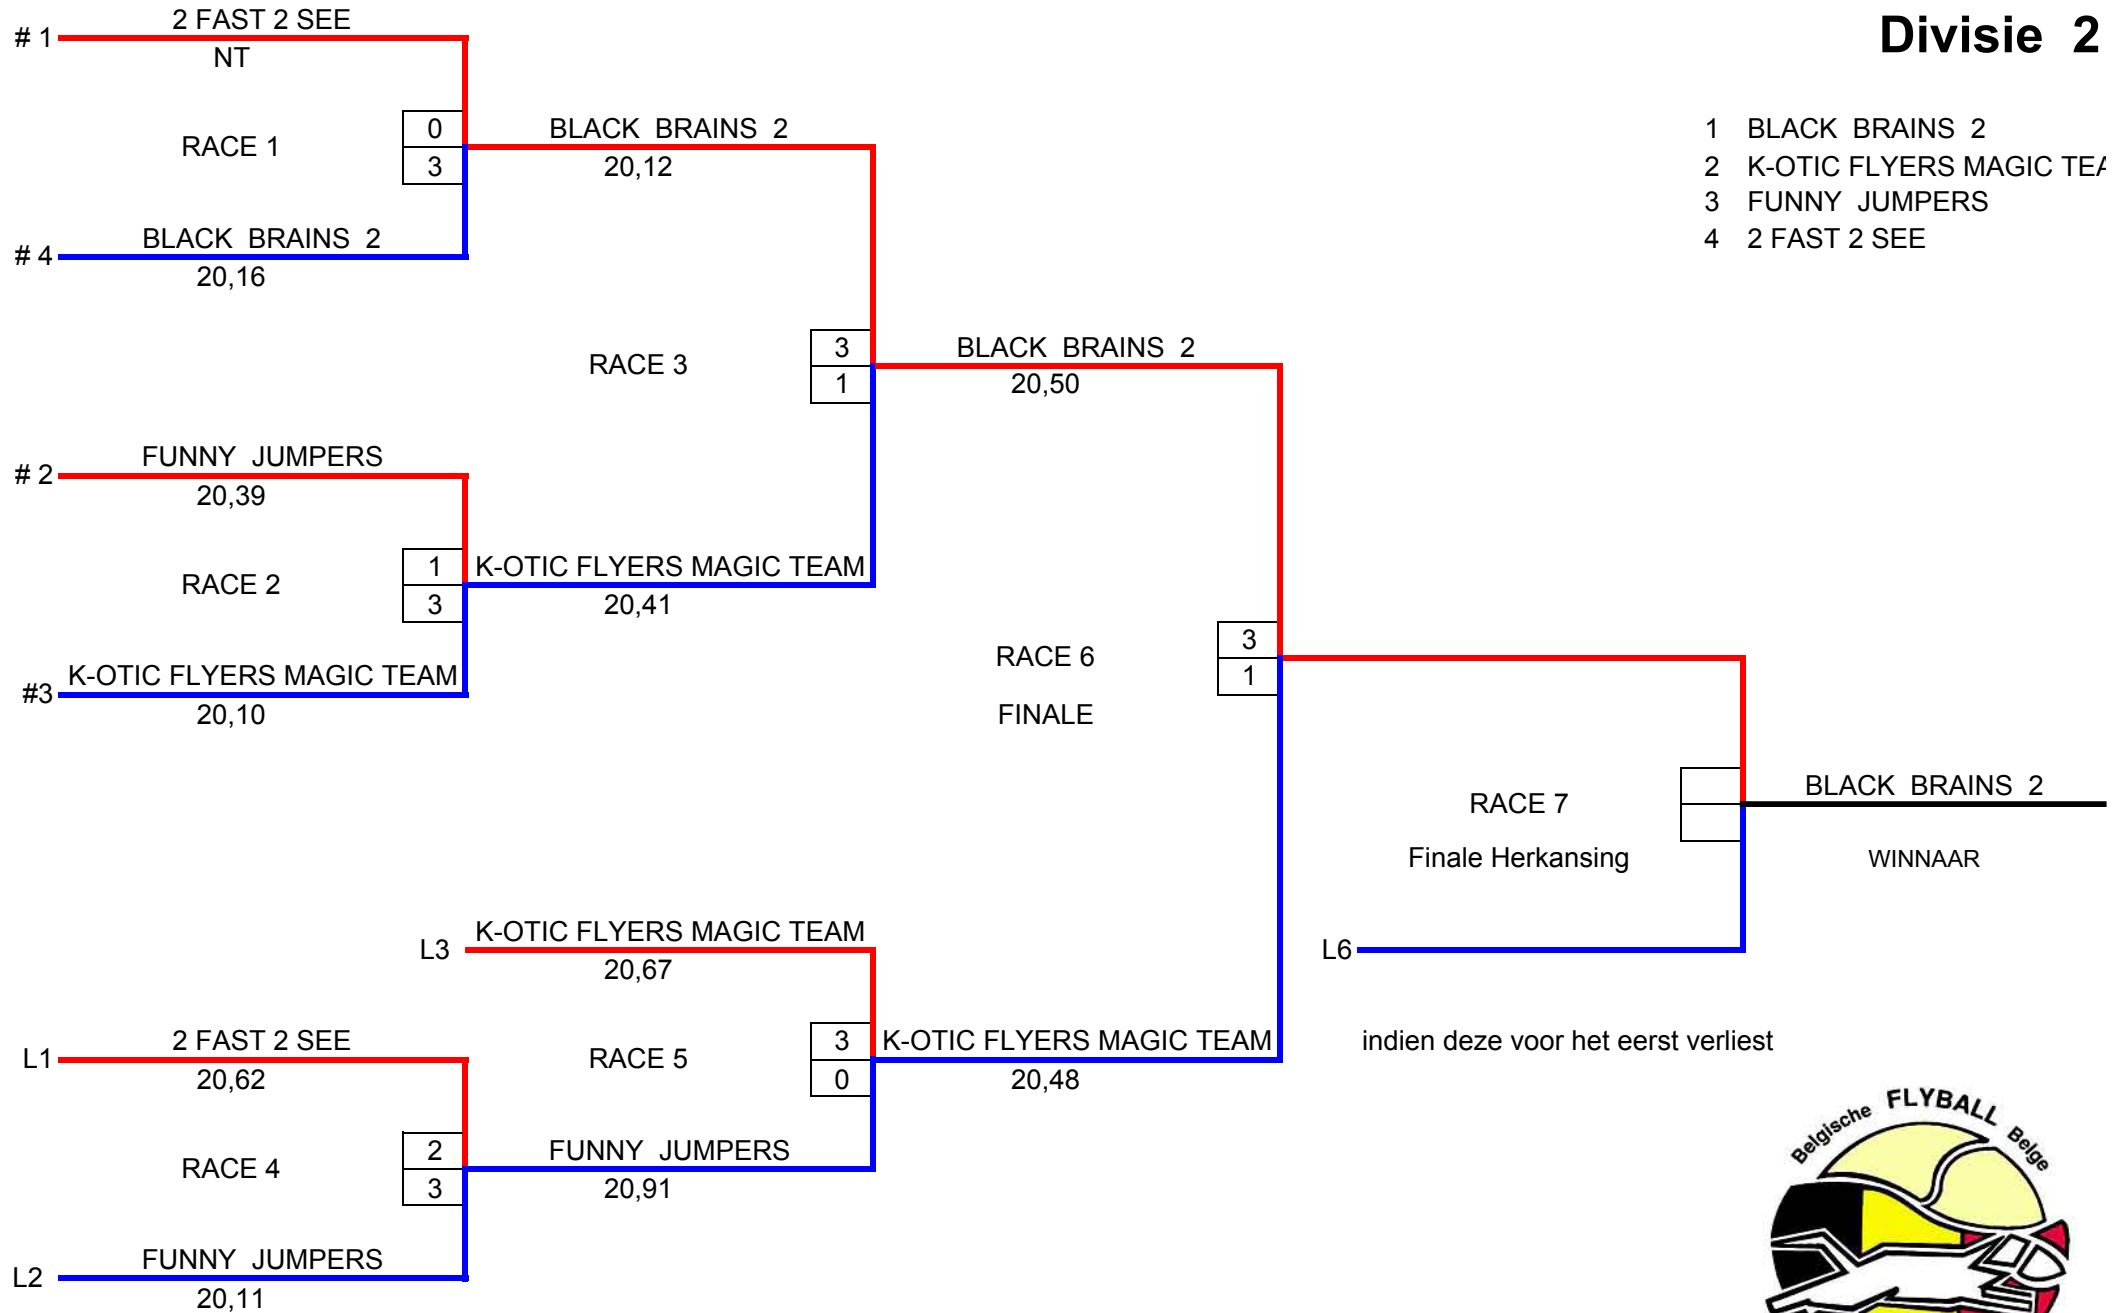 Divisie 2
1 BLACK BRAINS 2
2 K-OTIC FLYERS MAGIC TEA
3 FUNNY JUMPERS
4 2 FAST 2 SEE
# 1
2 FAST 2 SEE
NT
RACE 1
0
3
# 4
BLACK BRAINS 2
20,16
BLACK BRAINS 2
20,12
RACE 3
3
1
# 2
FUNNY JUMPERS
20,39
RACE 2
1
3
#3
K-OTIC FLYERS MAGIC TEAM
20,10
K-OTIC FLYERS MAGIC TEAM
20,41
BLACK BRAINS 2
20,50
RACE 6
FINALE
3
1
RACE 7
Finale Herkansing
BLACK BRAINS 2
WINNAAR
L6
indien deze voor het eerst verliest
L3
K-OTIC FLYERS MAGIC TEAM
20,67
RACE 5
3
0
K-OTIC FLYERS MAGIC TEAM
20,48
L1
2 FAST 2 SEE
20,62
RACE 4
2
3
FUNNY JUMPERS
20,91
L2
FUNNY JUMPERS
20,11
Belgische FLYBALL Belge